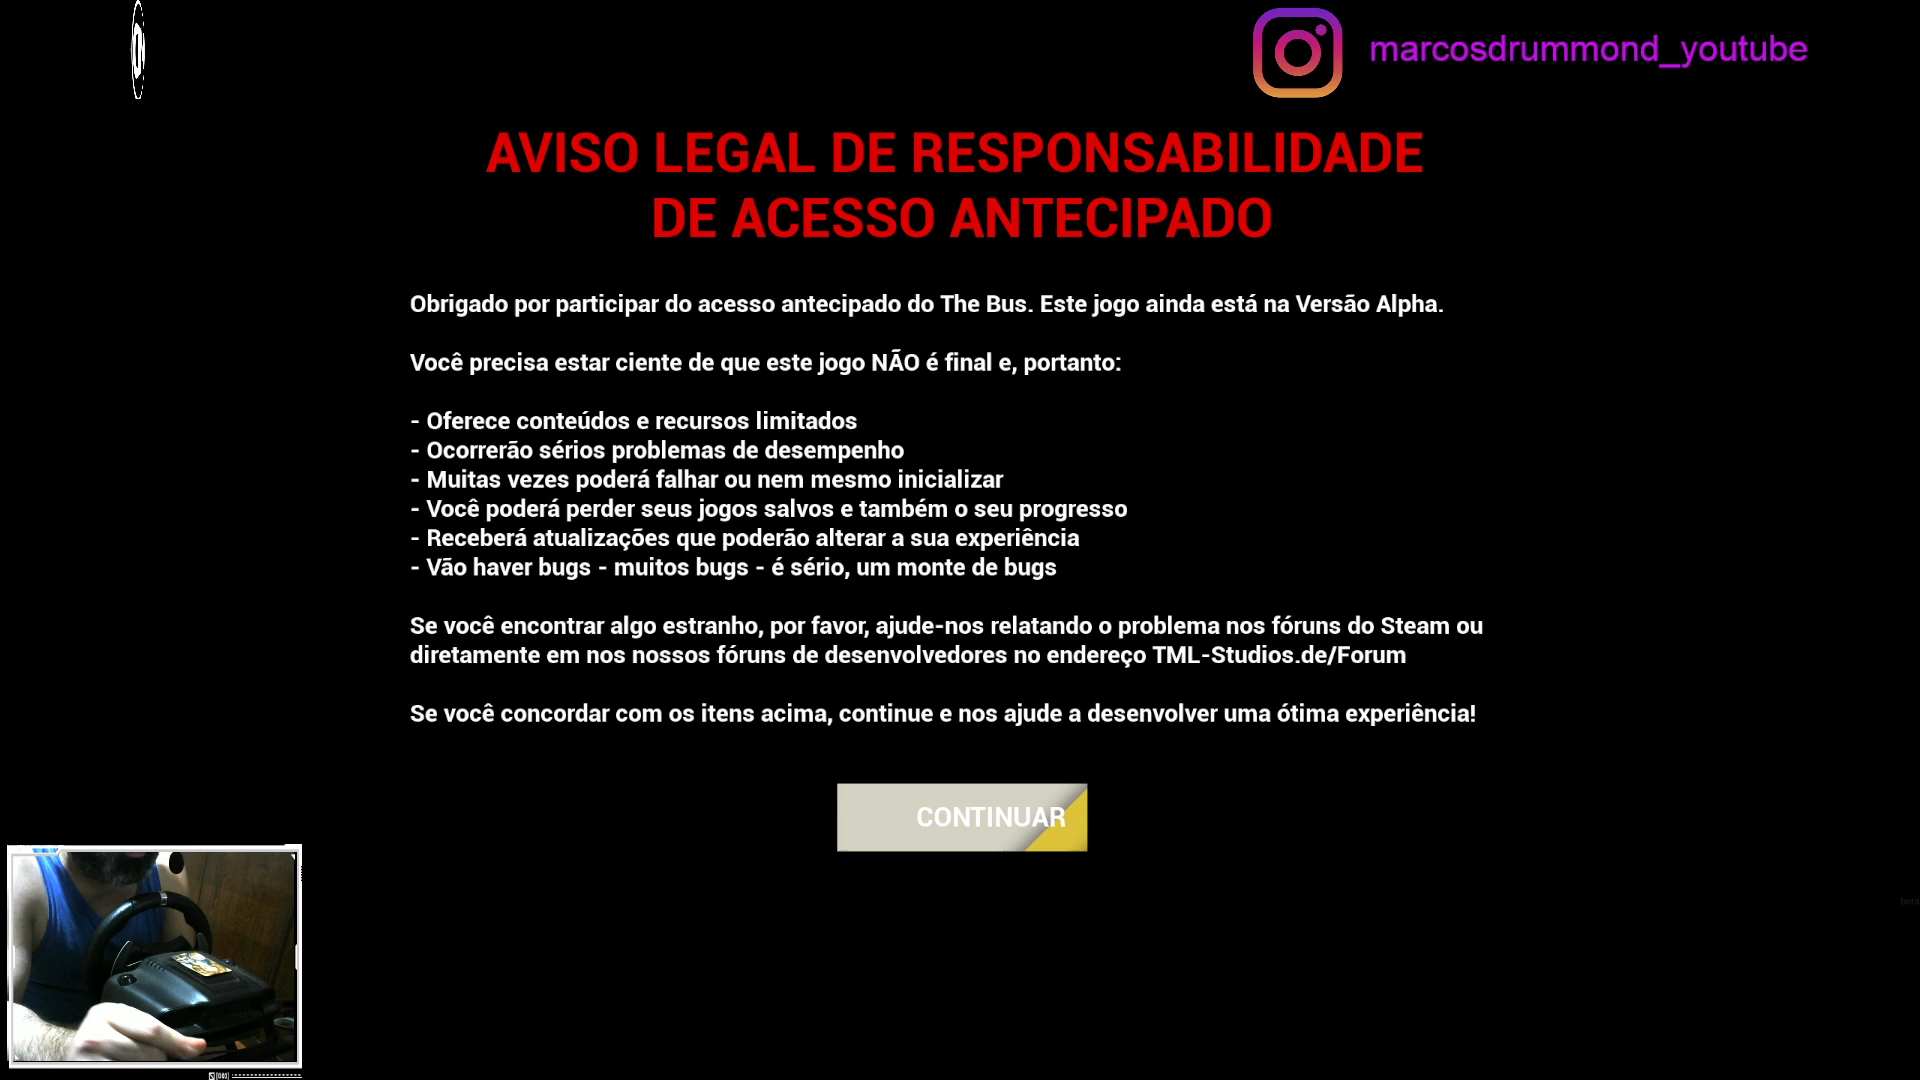 marcosdrummond_youtube
AVISO LEGAL DE RESPONSABILIDADE
DE ACESSO ANTECIPADO
Obrigado por participar do acesso antecipado do The Bus. Este jogo ainda está na Versão Alpha.
Você precisa estar ciente de que este jogo NÃO é final e, portanto:
- Oferece conteúdos e recursos limitados
- Ocorrerão sérios problemas de desempenho
- Muitas vezes poderá falhar ou nem mesmo inicializar
- Você poderá perder seus jogos salvos e também o seu progresso
- Receberá atualizações que poderão alterar a sua experiência
- Vão haver bugs - muitos bugs - é sério, um monte de bugs
Se você encontrar algo estranho, por favor, ajude-nos relatando o problema nos fóruns do Steam ou
diretamente em nos nossos fóruns de desenvolvedores no endereço TML-Studios.de/Forum
Se você concordar com os itens acima, continue e nos ajude a desenvolver uma ótima experiência!
CONTINUAR
beta